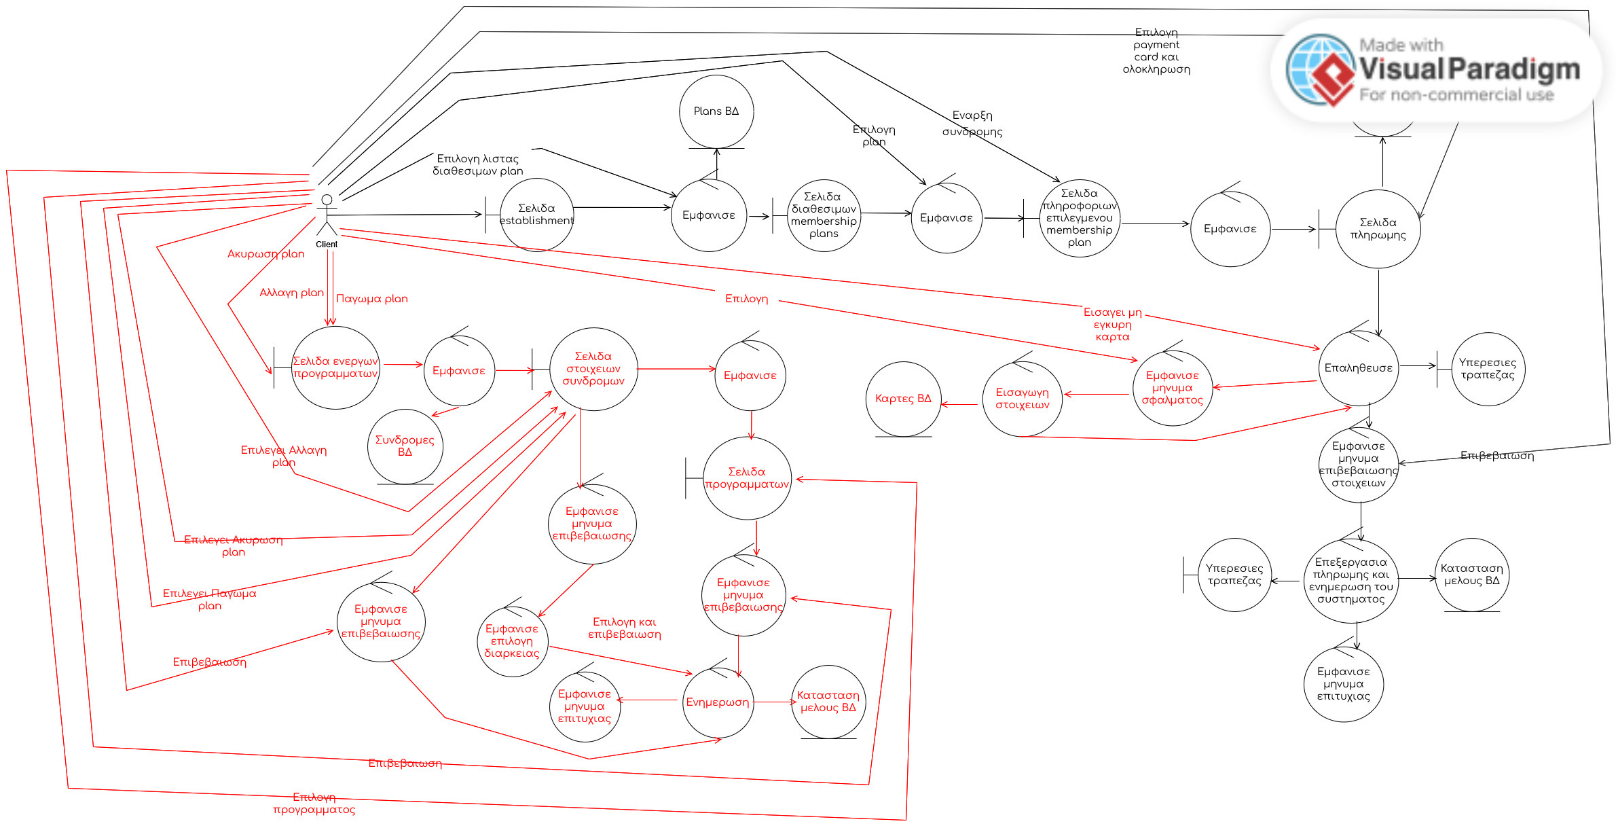 Επιλογη
payment
card και
ολοκληρωση
Made with
Visual Paradigm
For non-commercial use
Plans ΒΔ
Εναρξη
συνδρομης
Επιλογη
plan
Επιλογη λιστας
διαθεσιμων plan
Σελιδα
establishment
Εμφανισε
Σελιδα
διαθεσιμων
membership
plans
Εμφανισε
Σελιδα
πληροφοριων
επιλεγμενου
membership
plan
Εμφανισε
Σελιδα
πληρωμης
Client
Ακυρωση plan
Αλλαγη plan
Παγωμα plan
Επιλογη
Εισαγει μη
εγκυρη
καρτα
Σελιδα ενεργων
προγραμματων
Εμφανισε
Σελιδα
στοιχειων
συνδρομων
Εμφανισε
Καρτες ΒΔ
Εισαγωγη
στοιχειων
Εμφανισε
μηνυμα
σφαλματος
Επαληθευσε
Υπερεσιες
τραπεζας
Συνδρομες
ΒΔ
Επιλεγει Αλλαγη
plan
Σελιδα
προγραμματων
Εμφανισε
μηνυμα
επιβεβαιωσης
στοιχειων
Επιβεβαιωση
Εμφανισε
μηνυμα
επιβεβαιωσης
Επιλεγει Ακυρωση
plan
Επιλεγει Παγωμα
plan
Εμφανισε
μηνυμα
επιβεβαιωσης
Εμφανισε
μηνυμα
επιβεβαιωσης
Υπερεσιες
τραπεζας
Επεξεργασια
πληρωμης και
ενημερωση του
συστηματος
Κατασταση
μελους ΒΔ
Εμφανισε
επιλογη
διαρκειας
Επιλογη και
επιβεβαιωση
Επιβεβαιωση
Εμφανισε
μηνυμα
επιτυχιας
Ενημερωση
Κατασταση
μελους ΒΔ
Εμφανισε
μηνυμα
επιτυχιας
Επιβεβαιωση
Επιλογη
προγραμματος